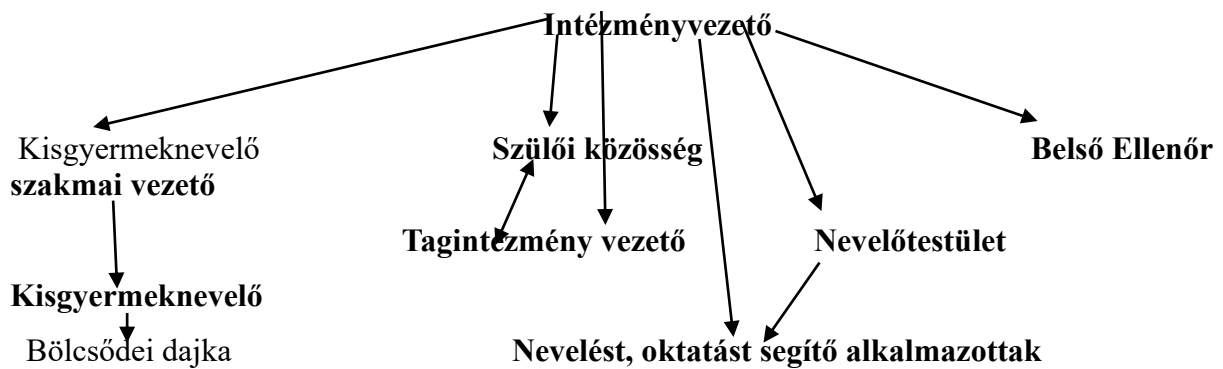 Intézményvezető
Kisgyermeknevelő
szakmai vezető
Szülői közösség
Belső Ellenőr
Tagintézmény vezető
Nevelőtestület
Kisgyermeknevelő
Bölcsődei dajka
Nevelést, oktatást segítő alkalmazottak